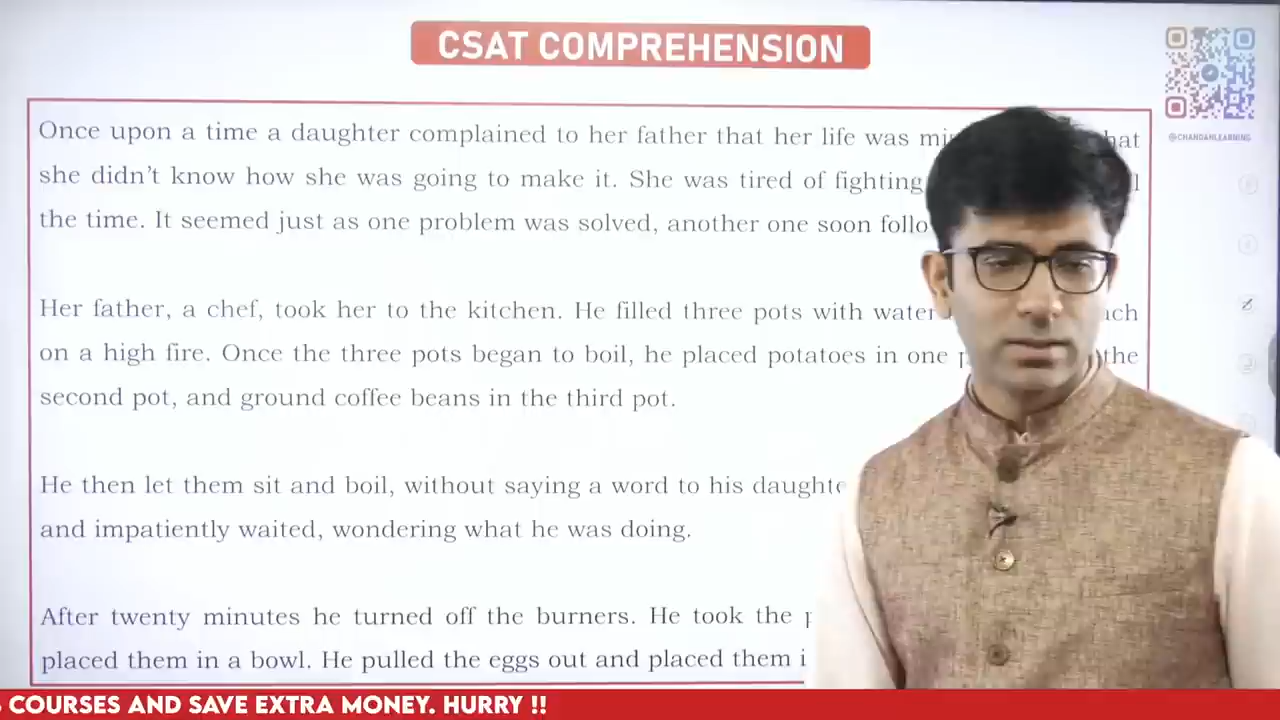 CSAT COMPREHENSION
@CHANDAHLEARNING
Once upon a time a daughter complained to her father that her life was
she didn't know how she was going to make it. She was tired of fighting
the time. It seemed just as one problem was solved, another one soon
Her father, a chef, took her to the kitchen. He filled three pots with water
on a high fire. Once the three pots began to boil, he placed potatoes in one the
second pot, and ground coffee beans in the third pot.
He then let them sit and boil, without saying a word to his
and impatiently waited, wondering what he was doing.
After twenty minutes he turned off the burners. He took the
placed them in a bowl. He pulled the eggs out and placed them
COURSES AND SAVE EXTRA MONEY. HURRY !!